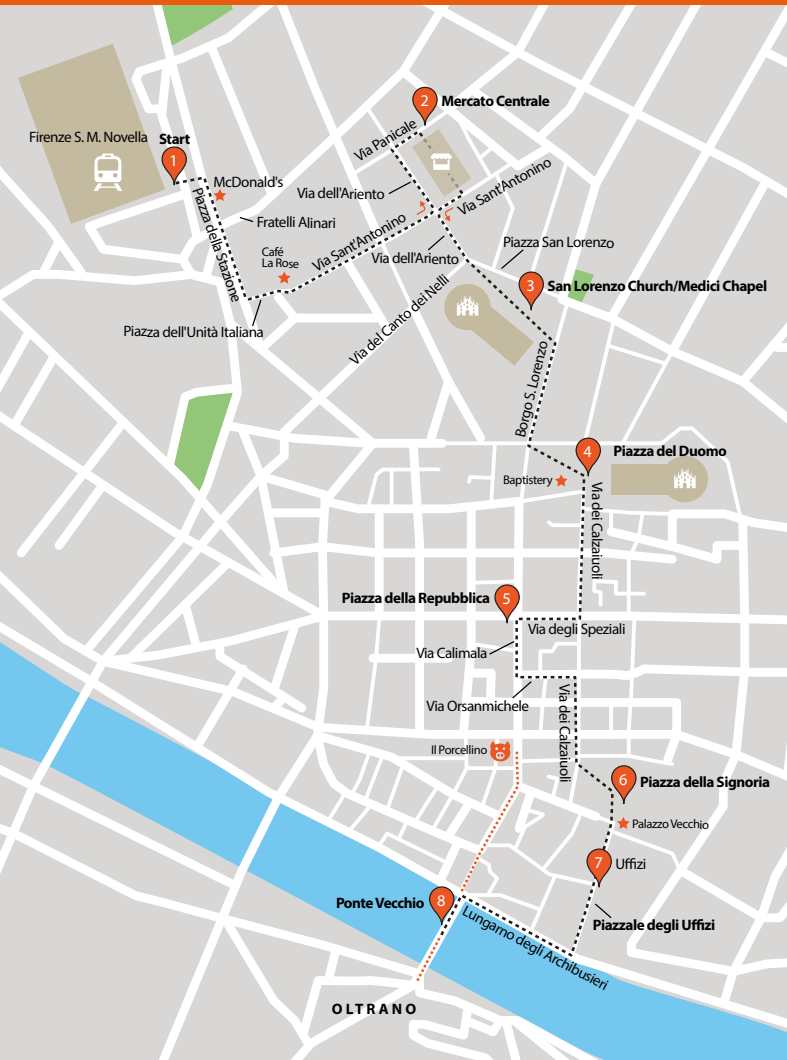 2
Mercato Centrale
Firenze S. M. Novella
Start
1
Via Panicale
McDonald's
Via dell'Ariento
Via Sant'Antonino
Fratelli Alinari
Piazza della Stazione
Café
La Rose
Via Sant'Antonino
Via dell'Ariento
Piazza San Lorenzo
3
San Lorenzo Church/Medici Chapel
Piazza dell'Unità Italiana
Via del Canto dei Nelli
Borgo S. Lorenzo
4
Piazza del Duomo
Baptistery
Via dei Calzaiuoli
Piazza della Repubblica
5
Via degli Speziali
Via Calimala
Via Orsanmichele
Via dei Calzaiuoli
Il Porcellino
6
Piazza della Signoria
Palazzo Vecchio
7
Uffizi
Ponte Vecchio
8
Piazzale degli Uffizi
Lungarno degli Archibusieri
OLTRANO